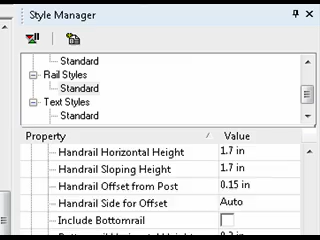 Style Manager
Standard
Rail Styles
Standard
Text Styles
Standard
Property Value
Handrail Horizontal Height 1.7 in
Handrail Sloping Height 1.7 in
Handrail Offset from Post 0.15 in
Handrail Side for Offset Auto
Include Bottomrail